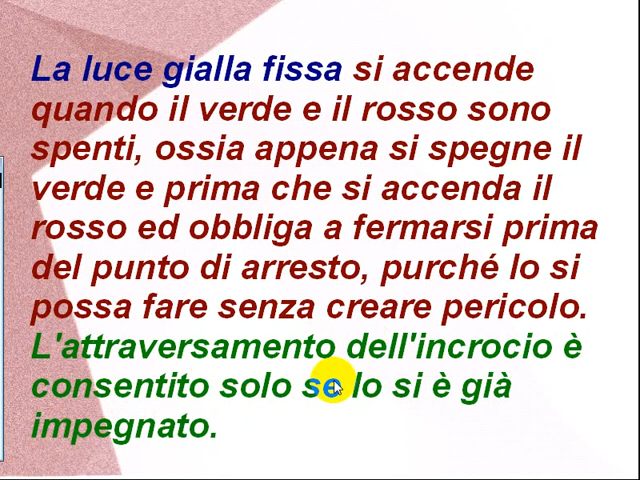 La luce gialla fissa si accende
quando il verde e il rosso sono
spenti, ossia appena si spegne il
verde e prima che si accenda il
rosso ed obbliga a fermarsi prima
del punto di arresto, purché lo si
possa fare senza creare pericolo.
L'attraversamento dell'incrocio è
consentito solo se lo si è già
impegnato.